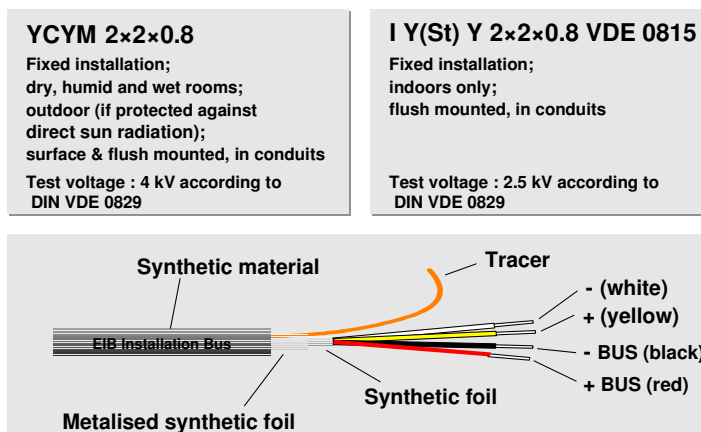 YCYM 2×2×0.8
Fixed installation;
dry, humid and wet rooms;
outdoor (if protected against
direct sun radiation);
surface & flush mounted, in conduits
Test voltage : 4 kV according to
DIN VDE 0829
I Y(St) Y 2×2×0.8 VDE 0815
Fixed installation;
indoors only;
flush mounted, in conduits
Test voltage : 2.5 kV according to
DIN VDE 0829
Synthetic material
Tracer
- (white)
+ (yellow)
EIB Installation Bus
- BUS (black)
+ BUS (red)
Synthetic foil
Metalised synthetic foil